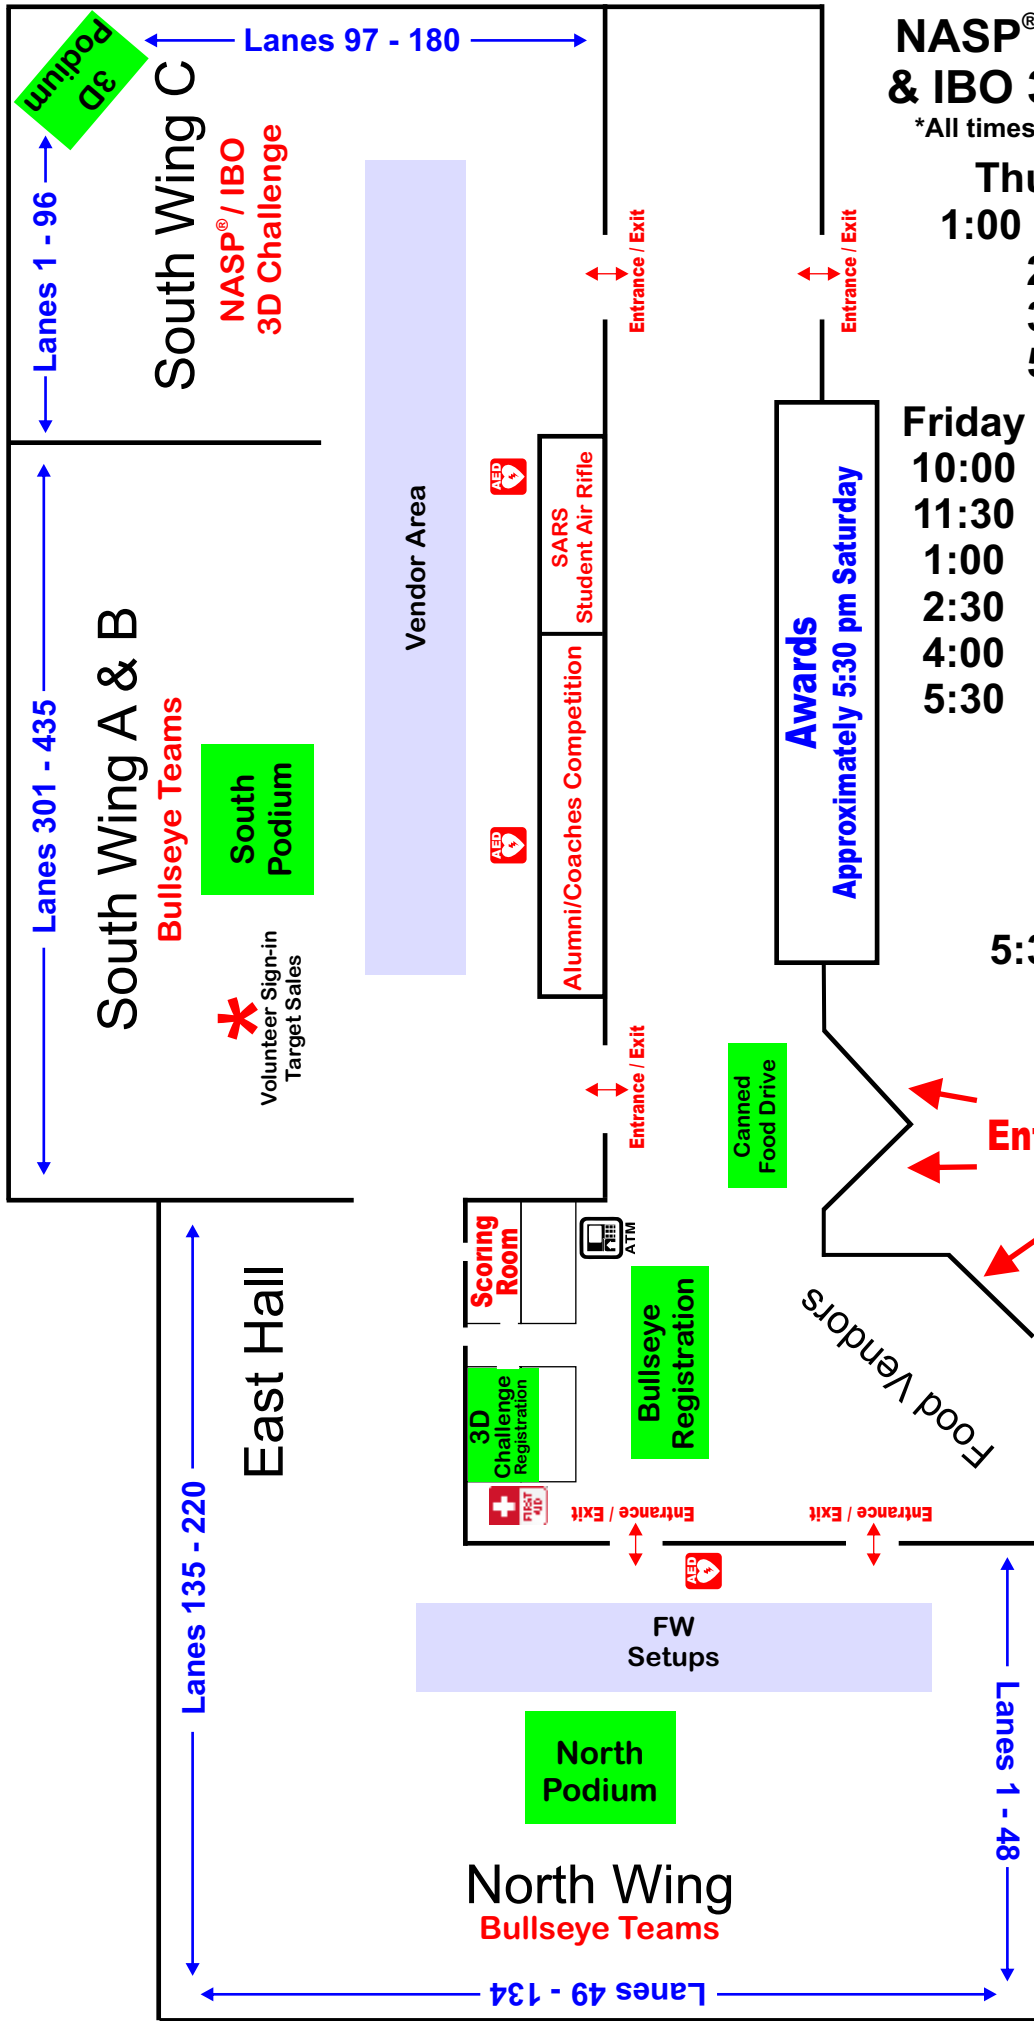 NASP®
& IBO
*All times
1:00
Friday
10:00
11:30
1:00
2:30
4:00
5:30
Lanes 97 - 180
3D
Podium
Lanes 1 - 96
South Wing C
NASP® / IBO
3D Challenge
Entrance / Exit
Entrance / Exit
Vendor Area
AED
SARS
Student Air Rifle
Alumni/Coaches Competition
AED
Awards
Approximately 5:30 pm Saturday
Lanes 301 - 435
South Wing A & B
Bullseye Teams
South
Podium
*
Volunteer Sign-in
Target Sales
Entrance / Exit
Canned
Food Drive
Scoring
Room
ATM
Bullseye
Registration
Food Vendors
East Hall
3D
Challenge
Registration
FIRST
AID
Entrance / Exit
Entrance / Exit
AED
Lanes 135 - 220
FW
Setups
North
Podium
Lanes 1 - 48
North Wing
Bullseye Teams
Lanes 49 - 134